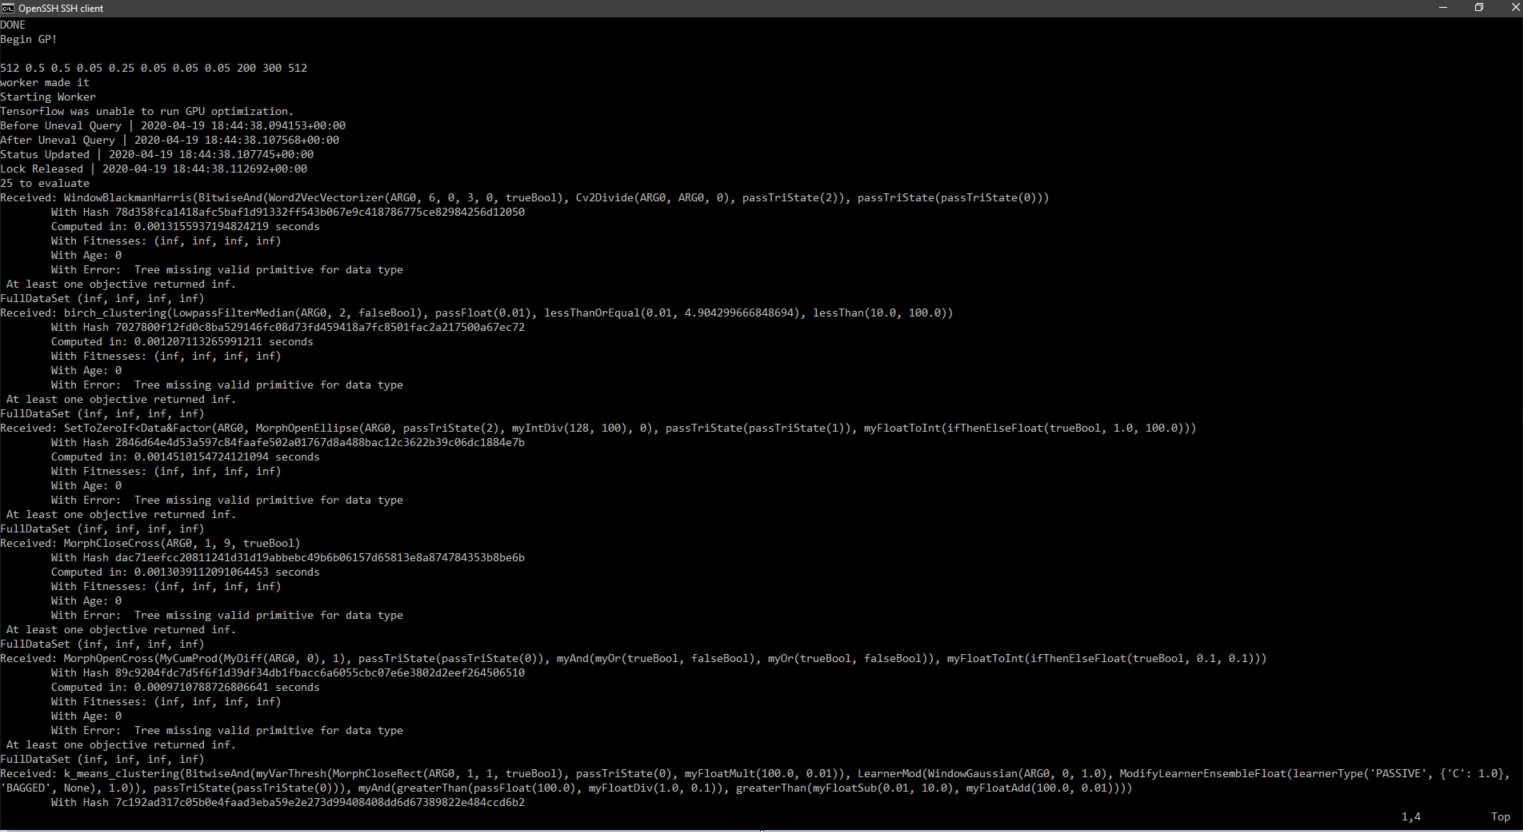 OpenSSH SSH client
DONE
Begin GP!
512 0.5 0.5 0.05 0.25 0.05 0.05 0.05 200 300 512
worker made it
Starting Worker
Tensorflow was unable to run GPU optimization.
Before Uneval Query | 2020-04-19 18:44:38.094153+00:00
After Uneval Query | 2020-04-19 18:44:38.107568+00:00
Status Updated | 2020-04-19 18:44:38.107745+00:00
Lock Released | 2020-04-19 18:44:38.112692+00:00
25 to evaluate
Received: WindowBlackmanHarris(BitwiseAnd(Word2VecVectorizer(ARG0, 6, 0, 3, 0, trueBool), Cv2Divide(ARG0, ARG0, 0), passTriState(2)), passTriState(passTriState(0)))
With Hash 78d358fca1418afc5baf1d91332ff543b067e9c418786775ce82984256d12050
Computed in: 0.0013155937194824219 seconds
With Fitnesses: (inf, inf, inf, inf)
With Age: 0
With Error:  Tree missing valid primitive for data type
At least one objective returned inf.
FullDataSet (inf, inf, inf, inf)
Received: birch_clustering(LowpassFilterMedian(ARG0, 2, falseBool), passFloat(0.01), lessThanOrEqual(0.01, 4.904299666848694), lessThan(10.0, 100.0))
With Hash 7027800f12fd0c8ba529146fc08d73fd459418a7fc8501fac2a217500a67ec72
Computed in: 0.001207113265991211 seconds
With Fitnesses: (inf, inf, inf, inf)
With Age: 0
With Error:  Tree missing valid primitive for data type
At least one objective returned inf.
FullDataSet (inf, inf, inf, inf)
Received: SetToZeroIf<Data&Factor(ARG0, MorphOpenEllipse(ARG0, passTriState(2), myIntDiv(128, 100), 0), passTriState(passTriState(1)), myFloatToInt(ifThenElseFloat(trueBool, 1.0, 100.0)))
With Hash 2846d64e4d53a597c84faafe502a01767d8a488bac12c3622b39c06dc1884e7b
Computed in: 0.0014510154724121094 seconds
With Fitnesses: (inf, inf, inf, inf)
With Age: 0
With Error:  Tree missing valid primitive for data type
At least one objective returned inf.
FullDataSet (inf, inf, inf, inf)
Received: MorphCloseCross(ARG0, 1, 9, trueBool)
With Hash dac71eefcc20811241d31d19abbebc49b6b06157d65813e8a874784353b8be6b
Computed in: 0.0013039112091064453 seconds
With Fitnesses: (inf, inf, inf, inf)
With Age: 0
With Error:  Tree missing valid primitive for data type
At least one objective returned inf.
FullDataSet (inf, inf, inf, inf)
Received: MorphOpenCross(MyCumProd(MyDiff(ARG0, 0), 1), passTriState(passTriState(0)), myAnd(myOr(trueBool, falseBool), myOr(trueBool, falseBool)), myFloatToInt(ifThenElseFloat(trueBool, 0.1, 0.1)))
With Hash 89c9204fdc7d5f6f1d39df34db1fbacc6a6055cbc07e6e3802d2eef264506510
Computed in: 0.0009710788726806641 seconds
With Fitnesses: (inf, inf, inf, inf)
With Age: 0
With Error:  Tree missing valid primitive for data type
At least one objective returned inf.
FullDataSet (inf, inf, inf, inf)
Received: k_means_clustering(BitwiseAnd(myVarThresh(MorphCloseRect(ARG0, 1, 1, trueBool), passTriState(0), myFloatMult(100.0, 0.01)), LearnerMod(WindowGaussian(ARG0, 0, 1.0), ModifyLearnerEnsembleFloat(learnerType('PASSIVE', {'C': 1.0},
'BAGGED', None), 1.0)), passTriState(passTriState(0))), myAnd(greaterThan(passFloat(100.0), myFloatDiv(1.0, 0.1)), greaterThan(myFloatSub(0.01, 10.0), myFloatAdd(100.0, 0.01))))
With Hash 7c192ad317c05b0e4faad3eba59e2e273d99408408dd6d67389822e484ccd6b2
1,4 Top